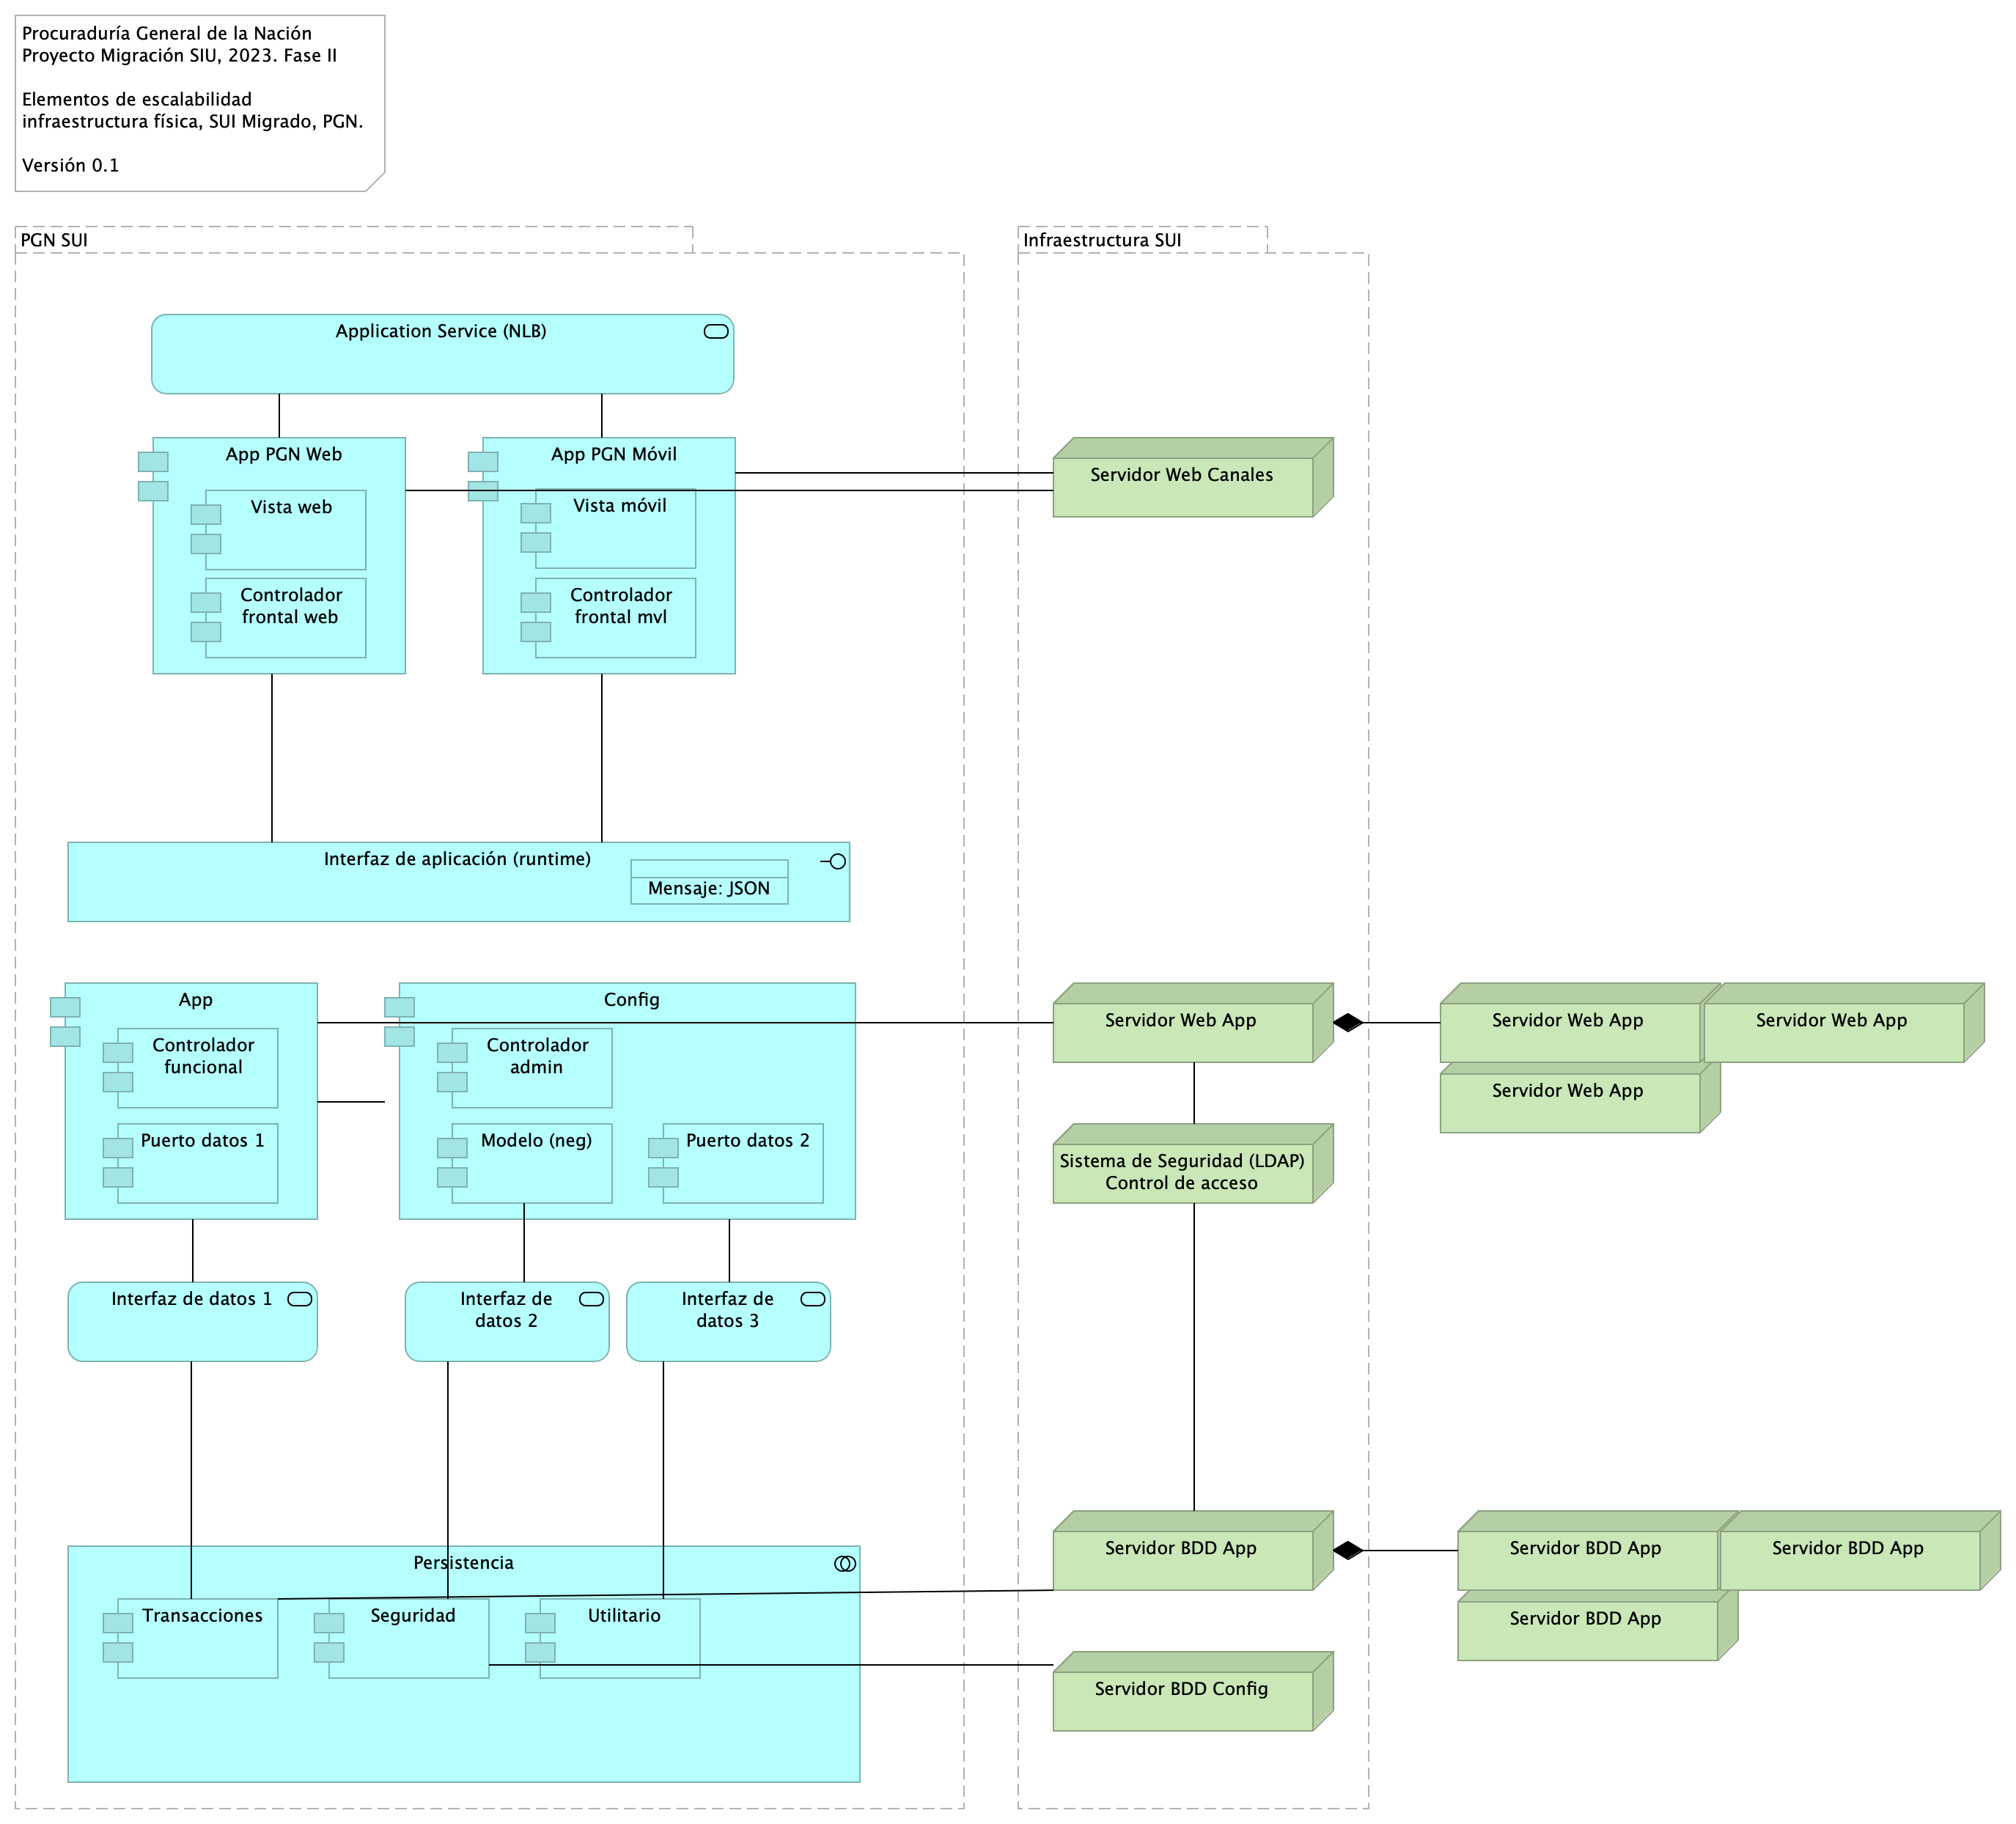 Procuraduría General de la Nación
Proyecto Migración SIU, 2023. Fase II
Elementos de escalabilidad
infraestructura física, SUI Migrado, PGN.
Versión 0.1
PGN SUI
Infraestructura SUI
Application Service (NLB)
App PGN Web
App PGN Móvil
Servidor Web Canales
Vista web
Vista móvil
Controlador
frontal web
Controlador
frontal mvl
Interfaz de aplicación (runtime)
Mensaje: JSON
App
Config
Servidor Web App
Servidor Web App
Servidor Web App
Controlador
funcional
Controlador
admin
Servidor Web App
Puerto datos 1
Modelo (neg)
Puerto datos 2
Sistema de Seguridad (LDAP)
Control de acceso
Interfaz de datos 1
Interfaz de
datos 2
Interfaz de
datos 3
Servidor BDD App
Servidor BDD App
Servidor BDD App
Persistencia
Transacciones
Seguridad
Utilitario
Servidor BDD App
Servidor BDD Config